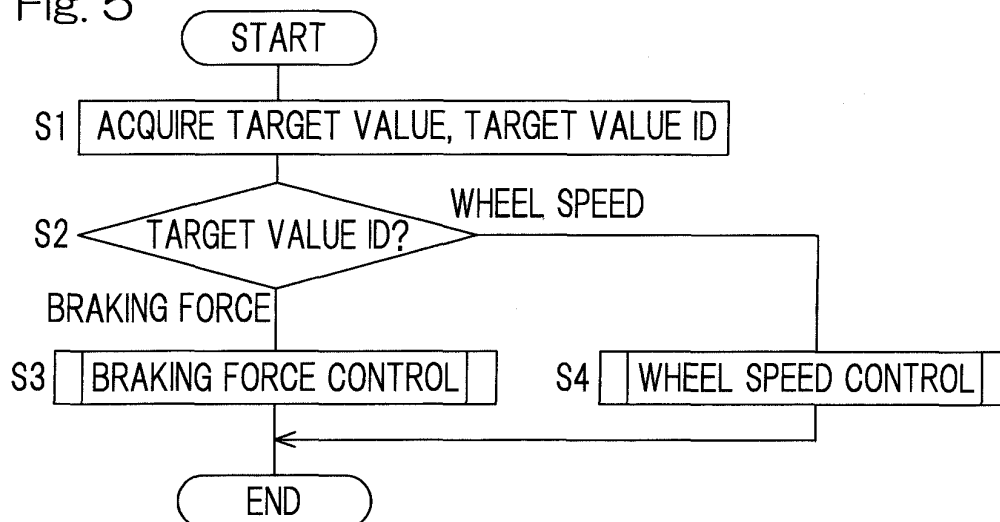 Fig. 5
START
S1 ACQUIRE TARGET VALUE, TARGET VALUE ID
WHEEL SPEED
S2 TARGET VALUE ID?
BRAKING FORCE
S3 BRAKING FORCE CONTROL S4 WHEEL SPEED CONTROL
END